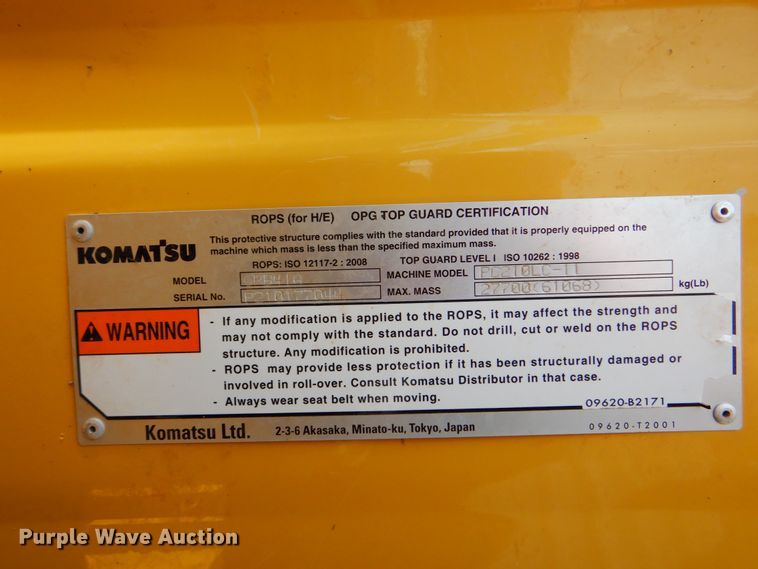 ROPS (for H/E) OPG TOP GUARD CERTIFICATION
KOMATSU
This protective structure complies with the standard provided that it is properly equipped on the
machine which mass is less than the specified maximum mass.
ROPS: ISO 12117-2 : 2008 TOP GUARD LEVEL I ISO 10262 : 1998
MODEL MACHINE MODEL PC210LC-11
SERIAL No. MAX. MASS 27700(61068) kg(Lb)
WARNING
- If any modification is applied to the ROPS, it may affect the strength and
may not comply with the standard. Do not drill, cut or weld on the ROPS
structure. Any modification is prohibited.
- ROPS may provide less protection if it has been structurally damaged or
involved in roll-over. Consult Komatsu Distributor in that case.
- Always wear seat belt when moving.
09620-B2171
Komatsu Ltd. 2-3-6 Akasaka, Minato-ku, Tokyo, Japan
09620-T2001
Purple Wave Auction